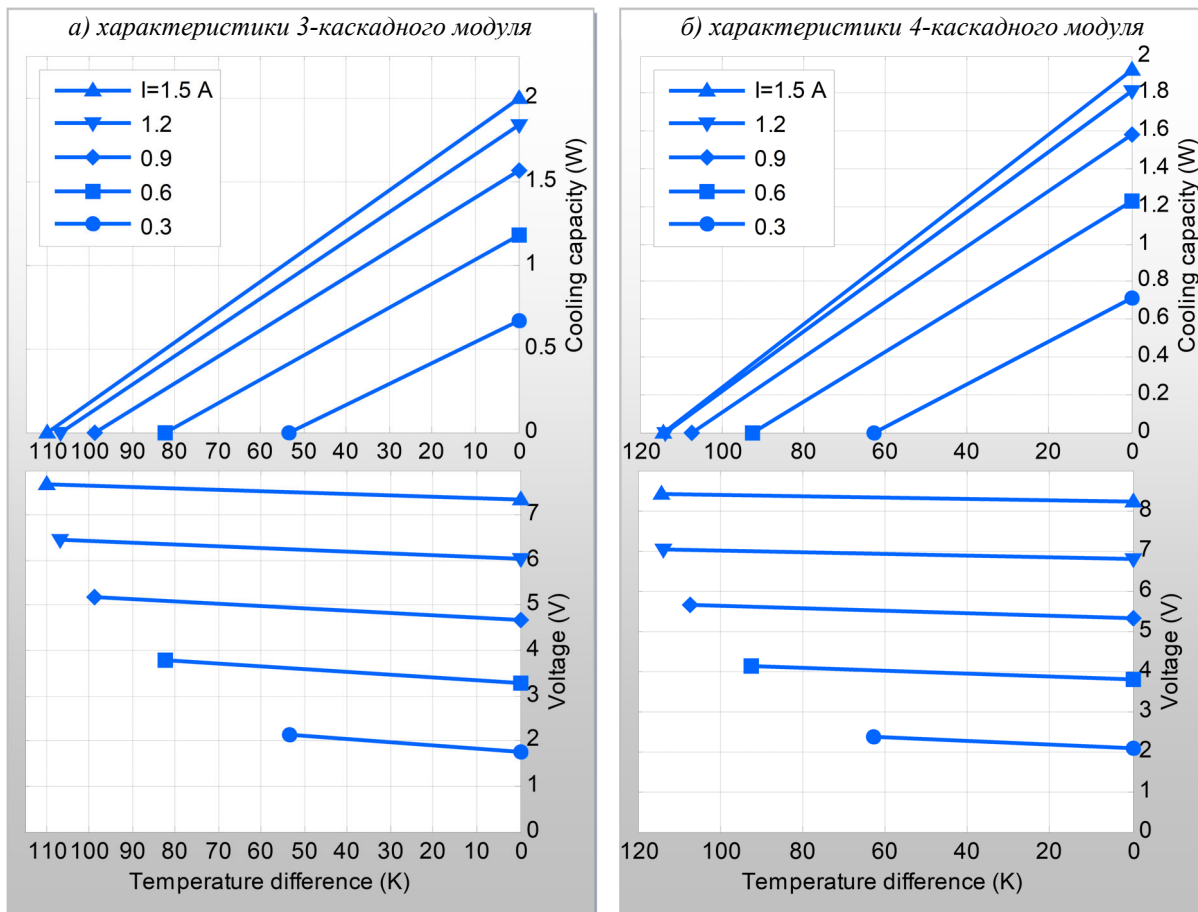 а) характеристики 3-каскадного модуля
I=1.5 A
1.2
0.9
0.6
0.3
2
1.5
1
0.5
0
Cooling capacity (W)
110 100 90 80 70 60 50 40 30 20 10 0
7
6
5
4
3
2
1
0
Voltage (V)
110 100 90 80 70 60 50 40 30 20 10 0
Temperature difference (K)
б) характеристики 4-каскадного модуля
I=1.5 A
1.2
0.9
0.6
0.3
2
1.8
1.6
1.4
1.2
1
0.8
0.6
0.4
0.2
0
Cooling capacity (W)
120 100 80 60 40 20 0
8
7
6
5
4
3
2
1
0
Voltage (V)
120 100 80 60 40 20 0
Temperature difference (K)